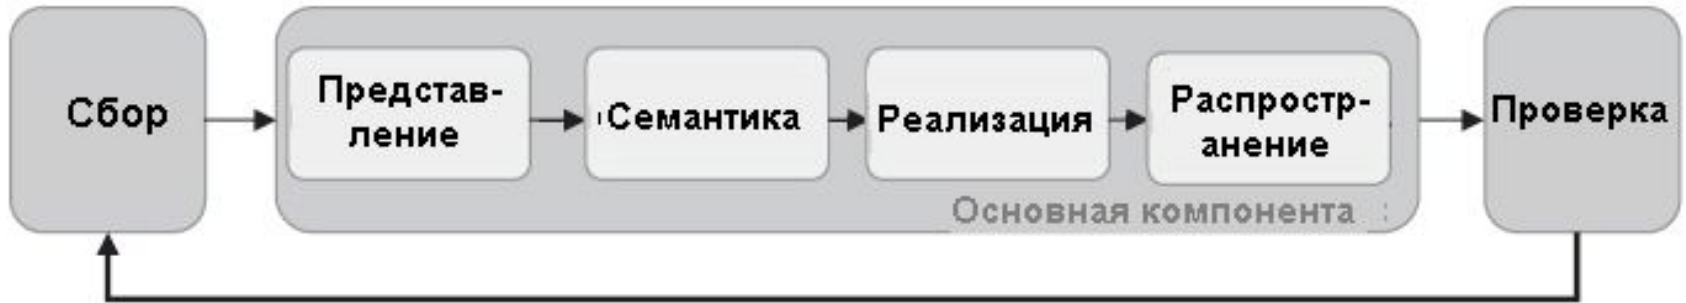 Сбор
Представ-
ление
Семантика
Реализация
Распростр-
анение
Основная компонента
Проверка